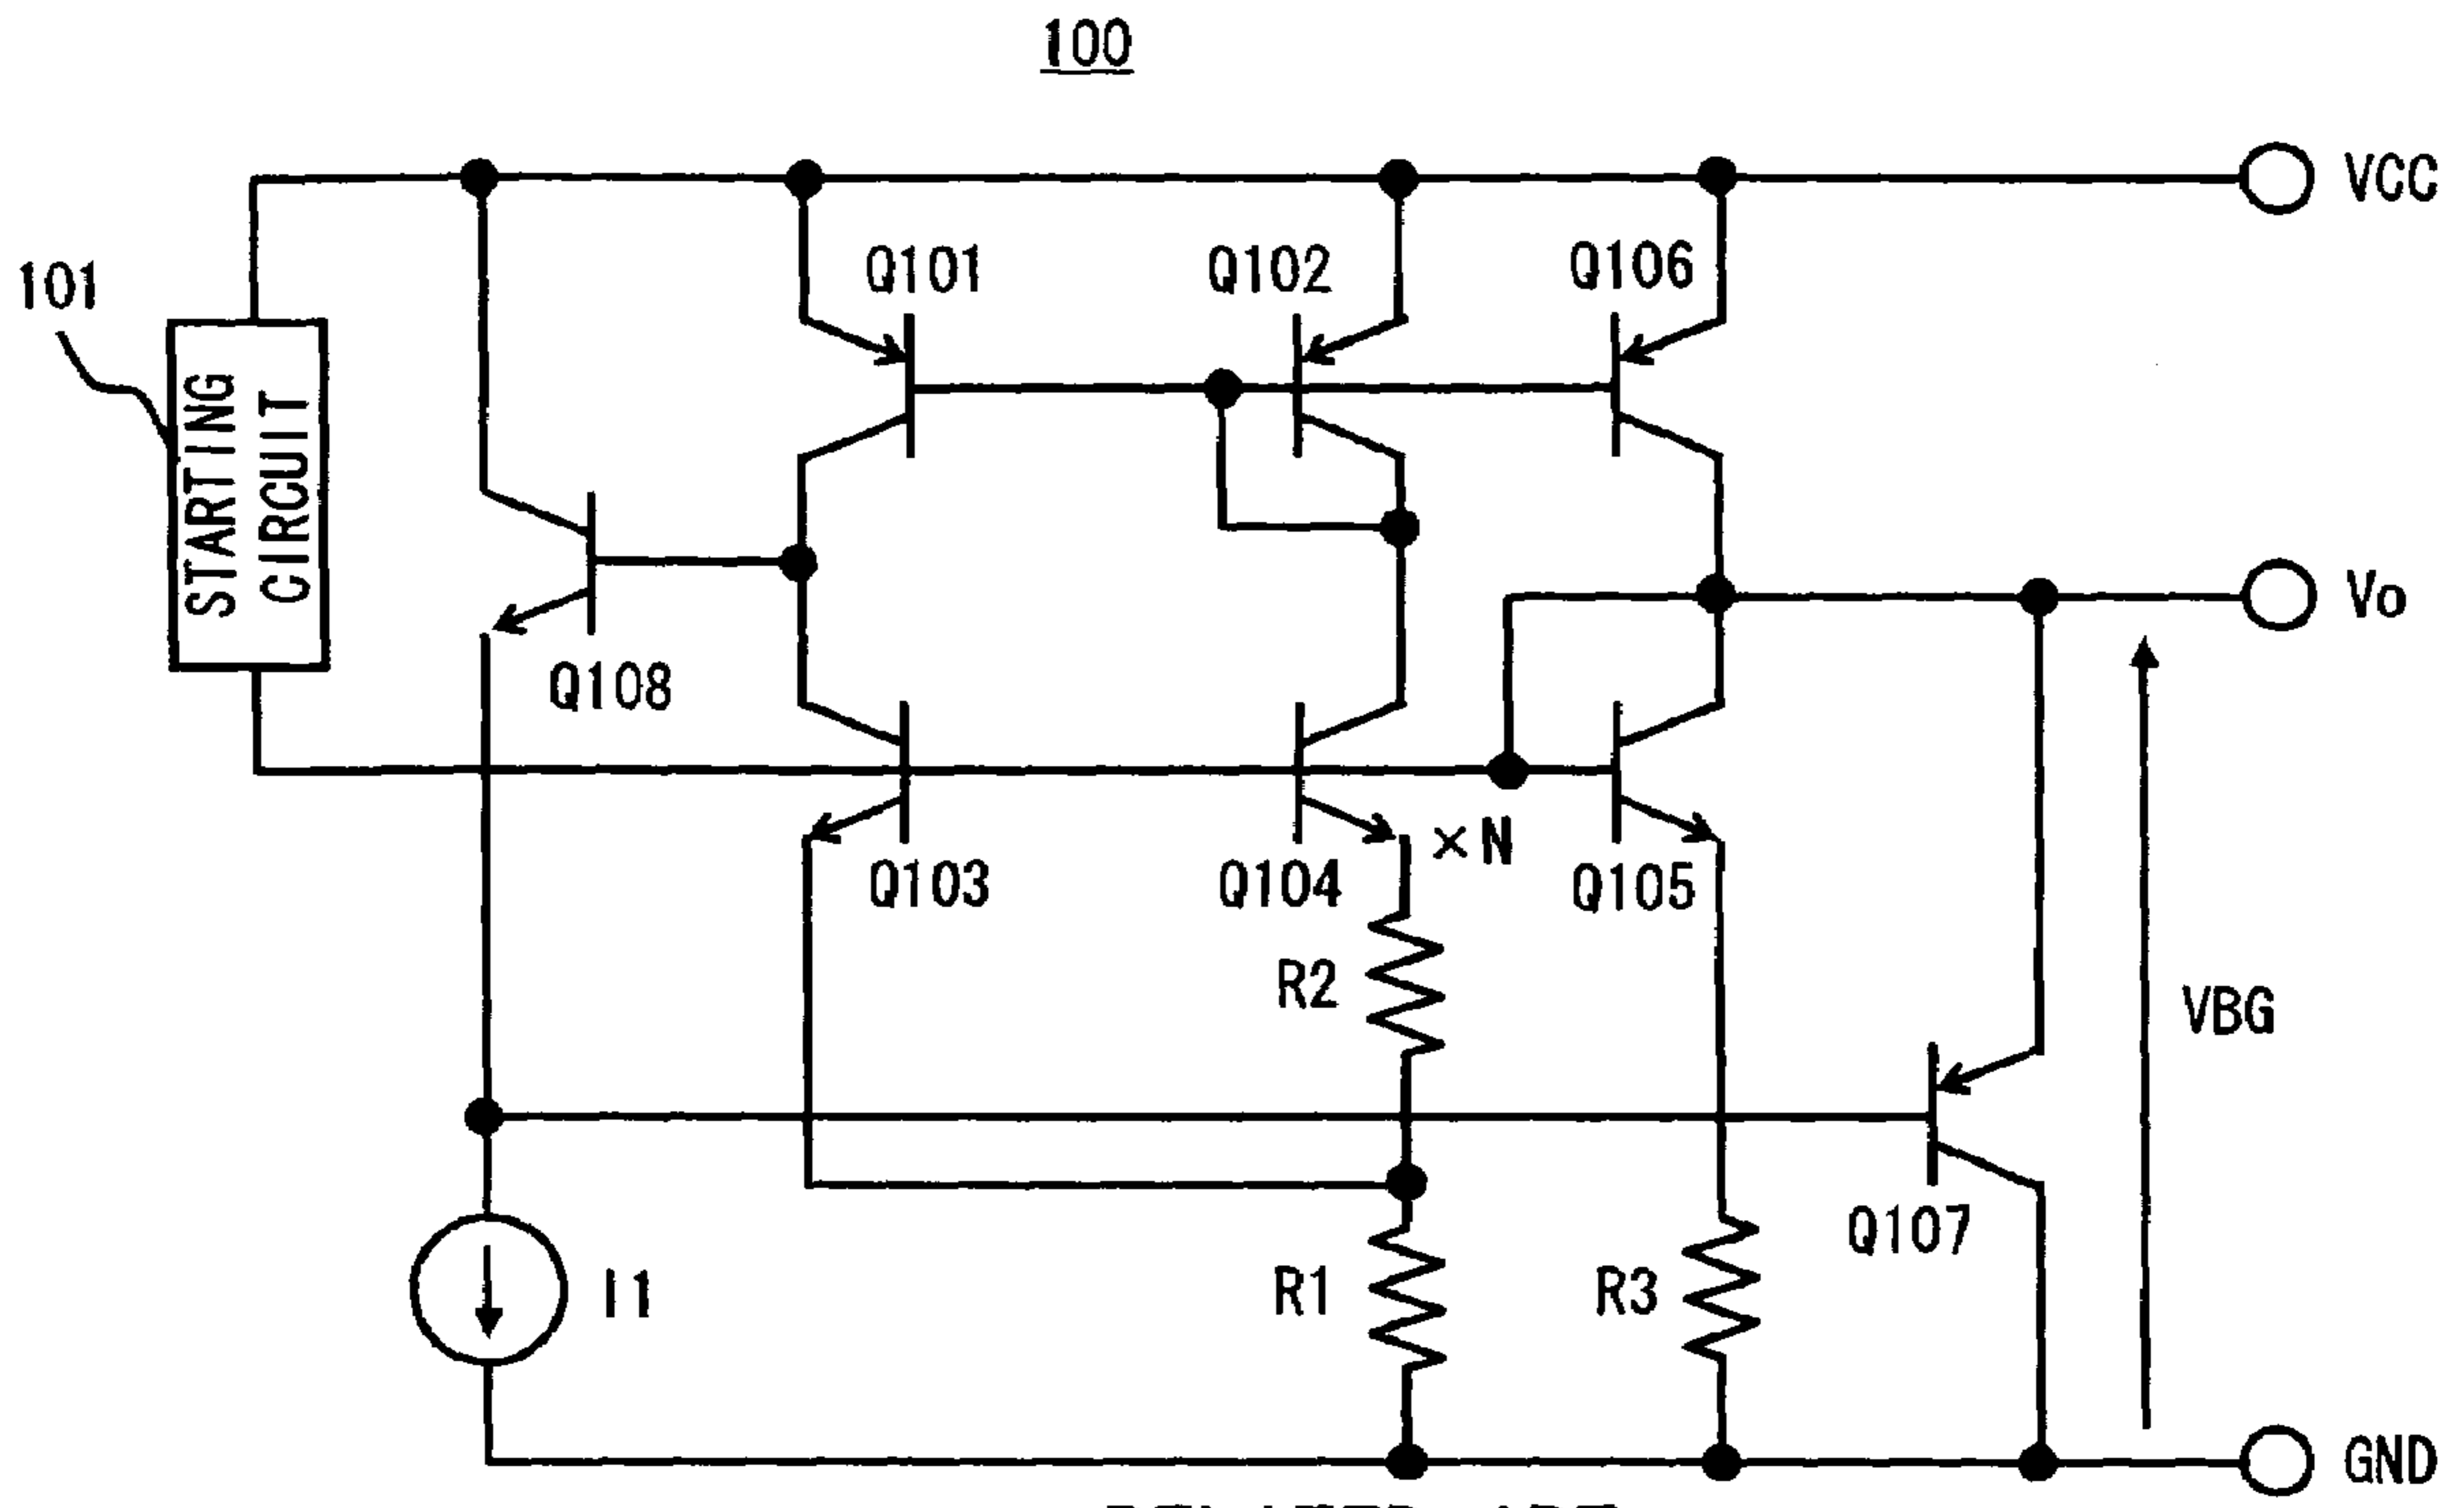 100
VCC
Q101
Q102
Q106
101
STARTING
CIRCUIT
Vo
Q108
×N
Q103
Q104
Q105
R2
VBG
Q107
I1
R1
R3
GND